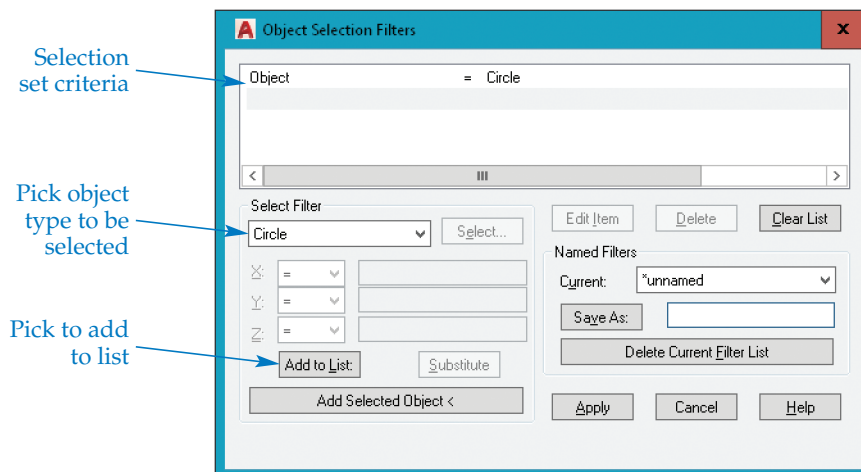 Object Selection Filters
x
Selection
set criteria
Object = Circle
Pick object
type to be
selected
Select Filter
Circle
Select...
X: =
Y: =
Z: =
Pick to add
to list
Add to List:
Substitute
Add Selected Object <
Edit Item
Delete
Clear List
Named Filters
Current: *unnamed
Save As:
Delete Current Filter List
Apply
Cancel
Help